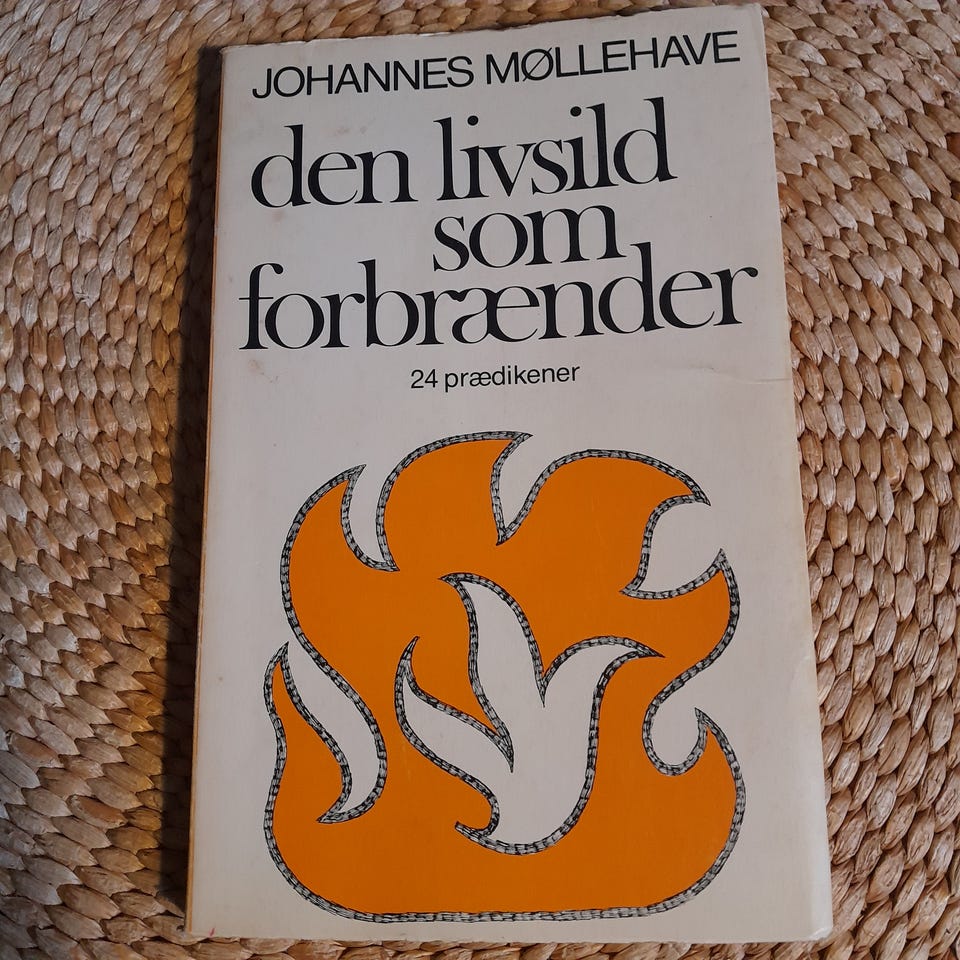 JOHANNES MØLLEHAVE
den livsild
som
forbrænder
24 prædikener